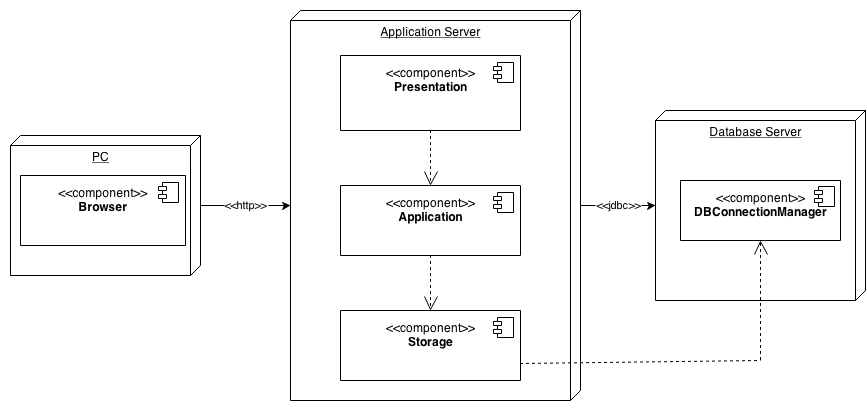 PC
<<component>>
Browser
<<http>>
Application Server
<<component>>
Presentation
<<component>>
Application
<<component>>
Storage
<<jdbc>>
Database Server
<<component>>
DBConnectionManager